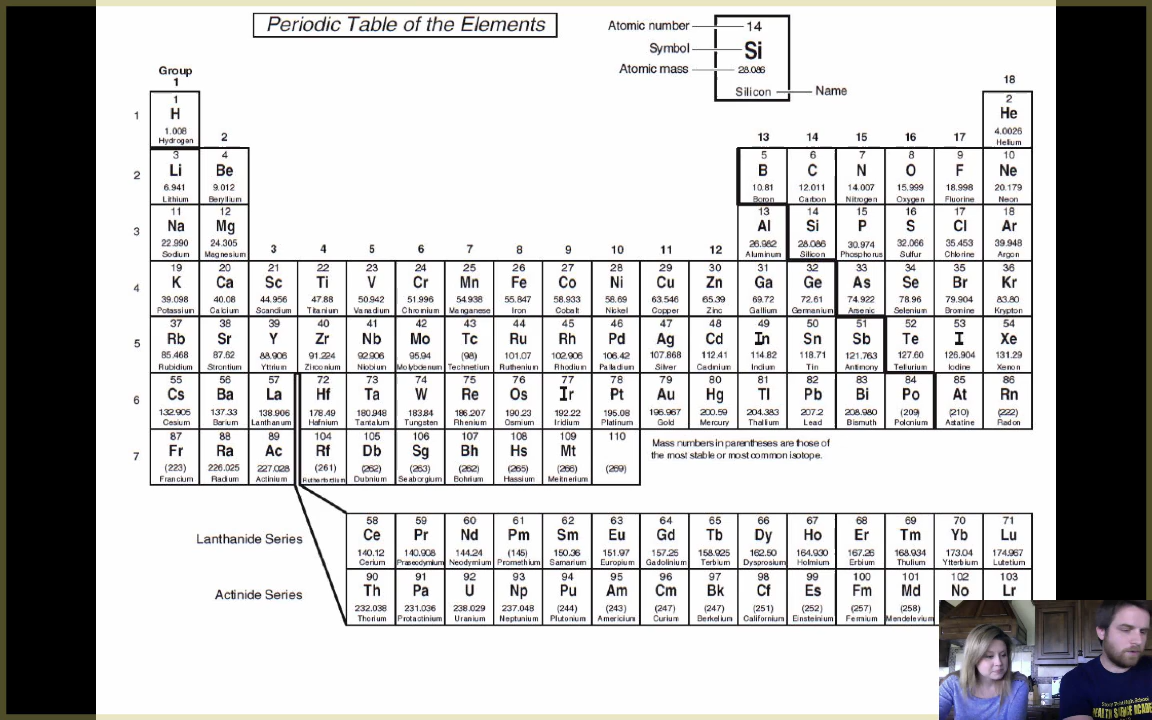 Periodic Table of the Elements
Atomic number 14
Symbol Si
Atomic mass 28.086
Silicon Name
Group
1 18
1 2
1 H He
1.008 4.0026
Hydrogen Helium
2 13 14 15 16 17
3 4 5 6 7 8 9 10
2 Li Be B C N O F Ne
6.941 9.012 10.81 12.011 14.007 15.999 18.998 20.179
Lithium Beryllium Boron Carbon Nitrogen Oxygen Fluorine Neon
11 12 13 14 15 16 17 18
3 Na Mg Al Si P S Cl Ar
22.990 24.305 26.982 28.086 30.974 32.066 35.453 39.948
Sodium Magnesium Aluminum Silicon Phosphorus Sulfur Chlorine Argon
3 4 5 6 7 8 9 10 11 12
19 20 21 22 23 24 25 26 27 28 29 30 31 32 33 34 35 36
4 K Ca Sc Ti V Cr Mn Fe Co Ni Cu Zn Ga Ge As Se Br Kr
39.098 40.08 44.956 47.88 50.942 51.996 54.938 55.847 58.933 58.69 63.546 65.39 69.72 72.61 74.922 78.96 79.904 83.80
Potassium Calcium Scandium Titanium Vanadium Chromium Manganese Iron Cobalt Nickel Copper Zinc Gallium Germanium Arsenic Selenium Bromine Krypton
37 38 39 40 41 42 43 44 45 46 47 48 49 50 51 52 53 54
5 Rb Sr Y Zr Nb Mo Tc Ru Rh Pd Ag Cd In Sn Sb Te I Xe
85.468 87.62 88.906 91.224 92.906 95.94 (98) 101.07 102.906 106.42 107.868 112.41 114.82 118.71 121.763 127.60 126.904 131.29
Rubidium Strontium Yttrium Zirconium Niobium Molybdenum Technetium Ruthenium Rhodium Palladium Silver Cadmium Indium Tin Antimony Tellurium Iodine Xenon
55 56 57 72 73 74 75 76 77 78 79 80 81 82 83 84 85 86
6 Cs Ba La Hf Ta W Re Os Ir Pt Au Hg Tl Pb Bi Po At Rn
132.905 137.33 138.906 178.49 180.948 183.84 186.207 190.23 192.22 195.08 196.967 200.59 204.383 207.2 208.980 (209) (210) (222)
Cesium Barium Lanthanum Hafnium Tantalum Tungsten Rhenium Osmium Iridium Platinum Gold Mercury Thallium Lead Bismuth Polonium Astatine Radon
87 88 89 104 105 106 107 108 109 110
7 Fr Ra Ac Rf Db Sg Bh Hs Mt
(223) 226.025 227.028 (261) (262) (263) (262) (265) (266) (269)
Francium Radium Actinium Rutherfordium Dubnium Seaborgium Bohrium Hassium Meitnerium
Mass numbers in parentheses are those of
the most stable or most common isotope.
58 59 60 61 62 63 64 65 66 67 68 69 70 71
Lanthanide Series Ce Pr Nd Pm Sm Eu Gd Tb Dy Ho Er Tm Yb Lu
140.12 140.908 144.24 (145) 150.36 151.97 157.25 158.925 162.50 164.930 167.26 168.934 173.04 174.967
Cerium Praseodymium Neodymium Promethium Samarium Europium Gadolinium Terbium Dysprosium Holmium Erbium Thulium Ytterbium Lutetium
90 91 92 93 94 95 96 97 98 99 100 101 102 103
Actinide Series Th Pa U Np Pu Am Cm Bk Cf Es Fm Md No Lr
232.038 231.036 238.029 237.048 (244) (243) (247) (247) (251) (252) (257) (258)
Thorium Protactinium Uranium Neptunium Plutonium Americium Curium Berkelium Californium Einsteinium Fermium Mendelevium
HEALTH SCIENCE ACADE